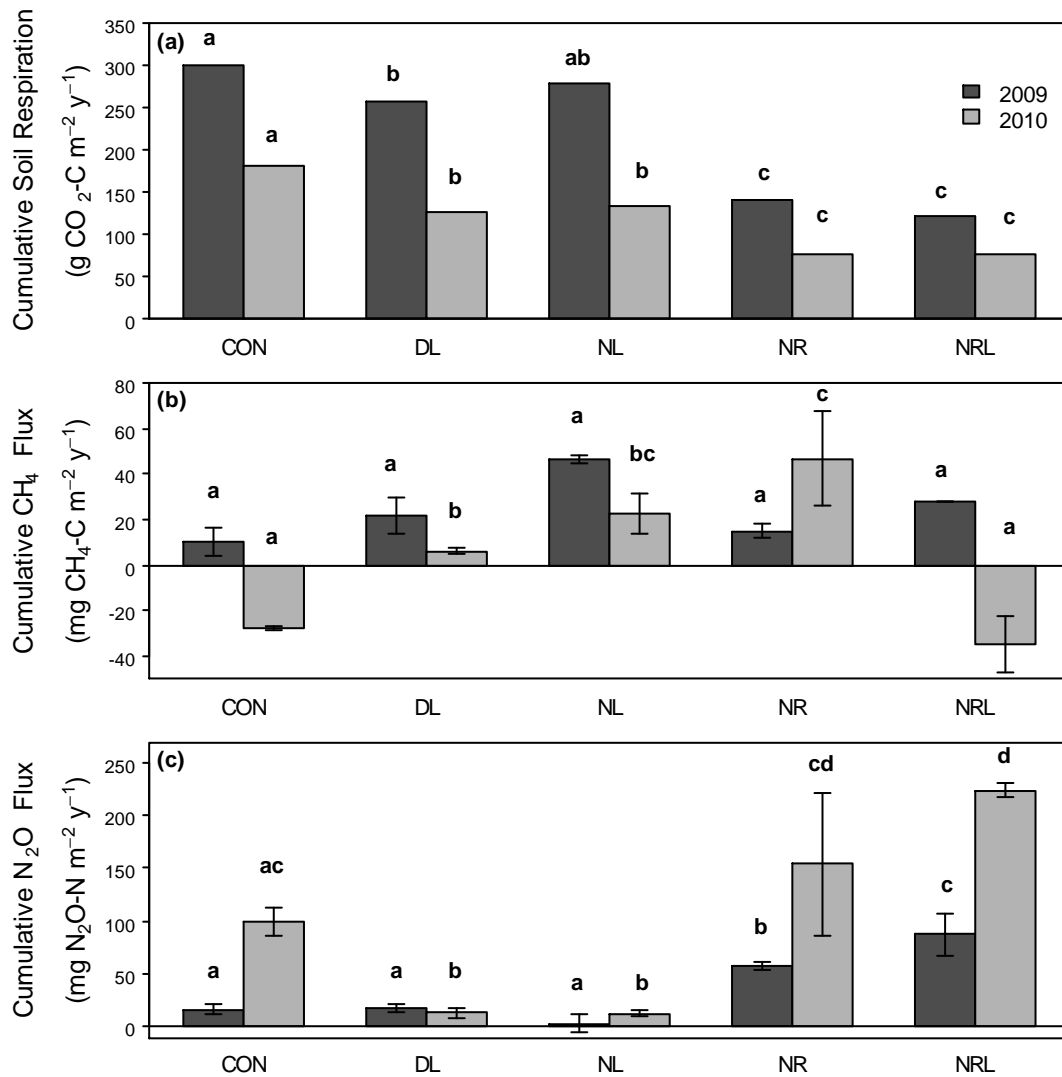 Cumulative Soil Respiration
(g CO₂-C m⁻² y⁻¹)
(a)
350
300
250
200
150
100
50
0
a
a
b
b
ab
b
c
c
c
c
2009
2010
CON
DL
NL
NR
NRL
Cumulative CH₄ Flux
(mg CH₄-C m⁻² y⁻¹)
(b)
80
60
40
20
0
-20
-40
a
a
a
b
a
bc
a
c
a
a
CON
DL
NL
NR
NRL
Cumulative N₂O Flux
(mg N₂O-N m⁻² y⁻¹)
(c)
250
200
150
100
50
0
a
ac
a
b
a
b
b
cd
c
d
CON
DL
NL
NR
NRL